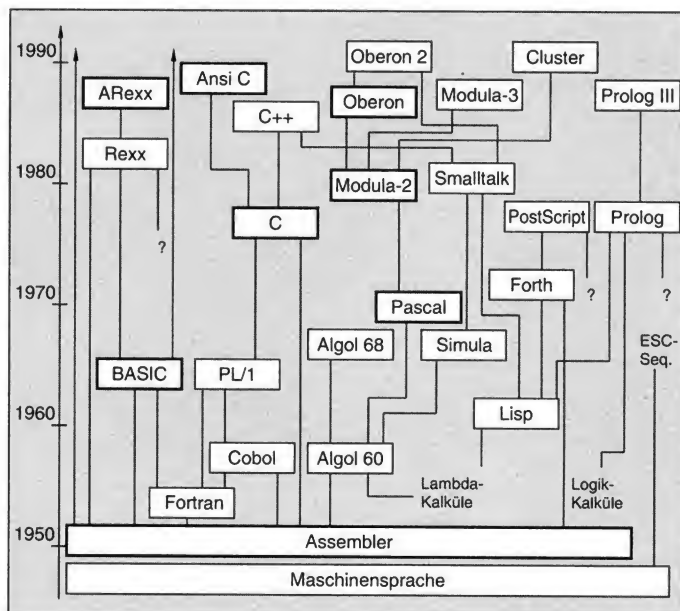 1990
Oberon 2
Cluster
Ansi C
ARexx
Oberon
Modula-3
Prolog III
C++
Rexx
1980
Modula-2
Smalltalk
C
PostScript
Prolog
?
Forth
?
?
1970
Pascal
ESC-
Seq.
Algol 68
Simula
BASIC
PL/1
1960
Lisp
Cobol
Algol 60
Lambda-
Kalküle
Logik-
Kalküle
Fortran
1950
Assembler
Maschinensprache